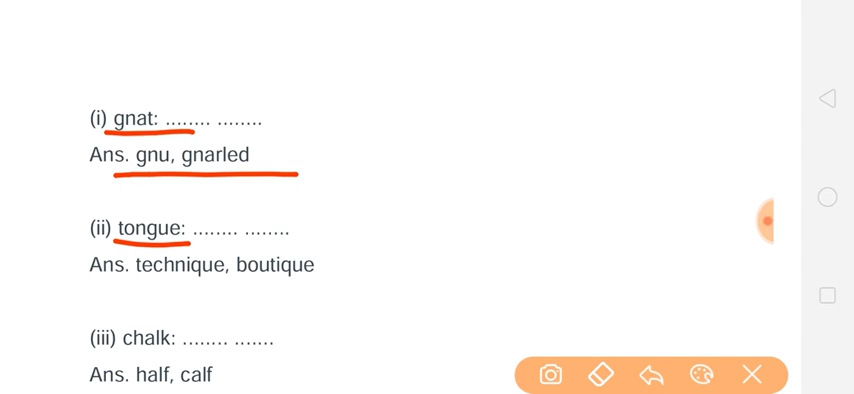 (i) gnat: ........ ........
Ans. gnu, gnarled
(ii) tongue: ........ ........
Ans. technique, boutique
(iii) chalk: ........ .......
Ans. half, calf